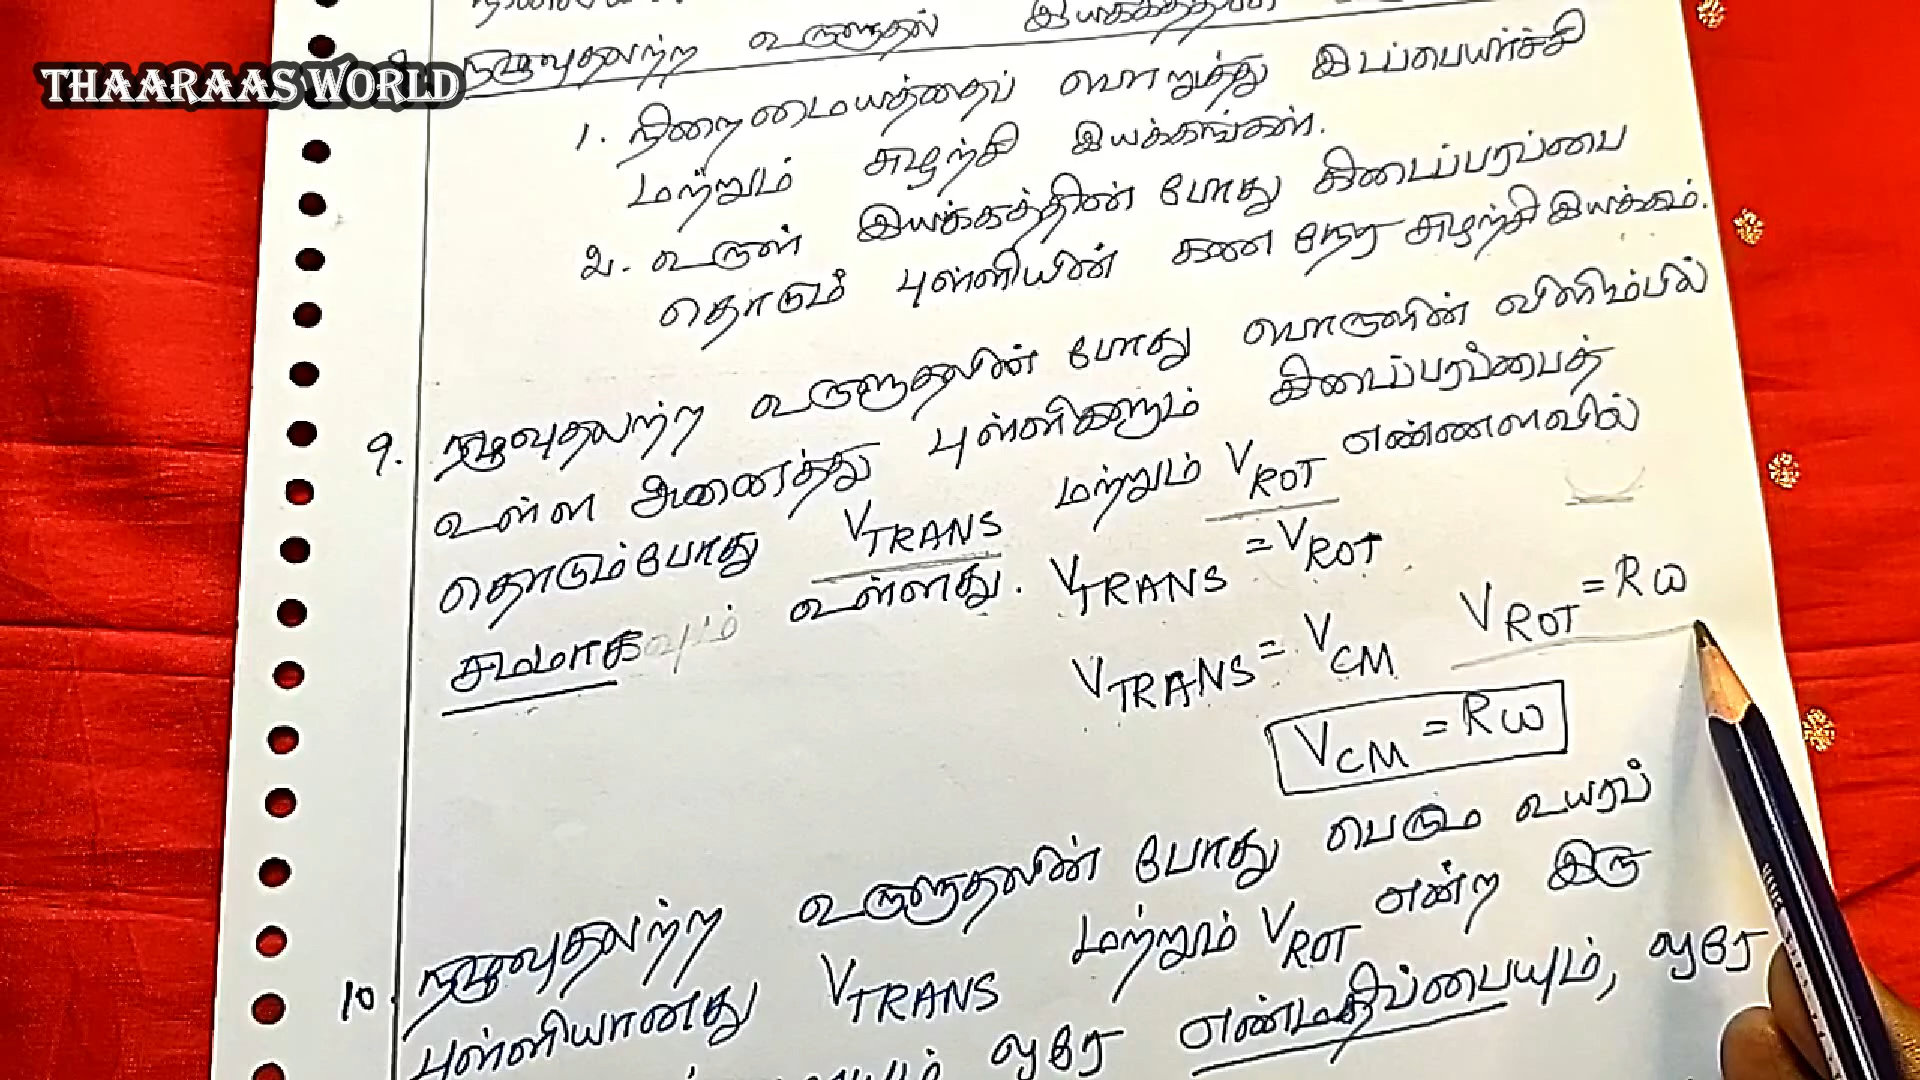 THAARAAS WORLD
நழுவுதலற்ற உருளுதல்
1. நிறைமையத்தைப் பொறுத்து இடப்பெயர்ச்சி
மற்றும் சுழற்சி இயக்கங்கள்.
2. உருள் இயக்கத்தின் போது கிடைப்பரப்பை
தொடும் புள்ளியின் கண நேர சுழற்சி இயக்கம்.
9. நழுவுதலற்ற உருளுதலின் போது பொருளின் விளிம்பில்
உள்ள அனைத்து புள்ளிகளும் கிடைப்பரப்பைத்
தொடும்போது VTRANS மற்றும் VROT எண்ணளவில்
சமமாகவும் உள்ளது. VTRANS = VROT
VTRANS = VCM VROT = Rω
VCM = Rω
10. நழுவுதலற்ற உருளுதலின் போது பெரும உயரப்
புள்ளியானது VTRANS மற்றும் VROT என்ற இரு
ஒரே எண்மதிப்பையும், ஒரே